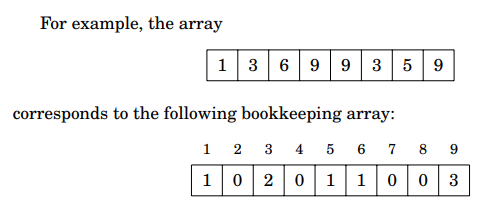 For example, the array
1 3 6 9 9 3 5 9
corresponds to the following bookkeeping array:
1 2 3 4 5 6 7 8 9
1 0 2 0 1 1 0 0 3